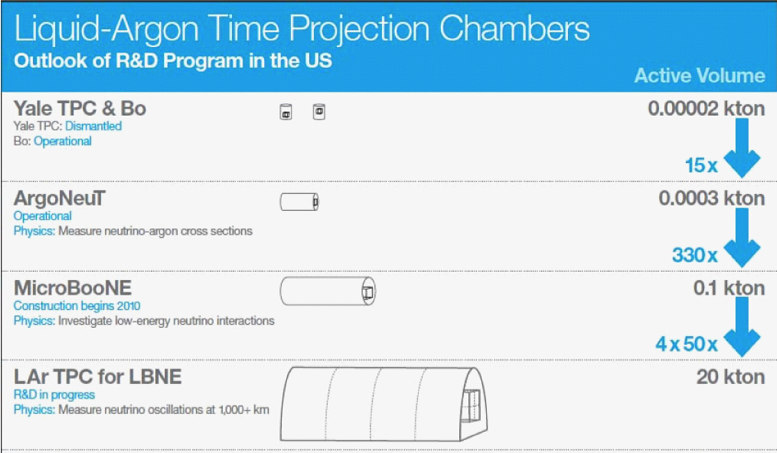 Liquid-Argon Time Projection Chambers
Outlook of R&D Program in the US
Active Volume
Yale TPC & Bo
0.00002 kton
Yale TPC: Dismantled
Bo: Operational
15x
ArgoNeuT
0.0003 kton
Operational
Physics: Measure neutrino-argon cross sections
330x
MicroBooNE
0.1 kton
Construction begins 2010
Physics: Investigate low-energy neutrino interactions
4 x 50 x
LAr TPC for LBNE
20 kton
R&D in progress
Physics: Measure neutrino oscillations at 1,000+ km